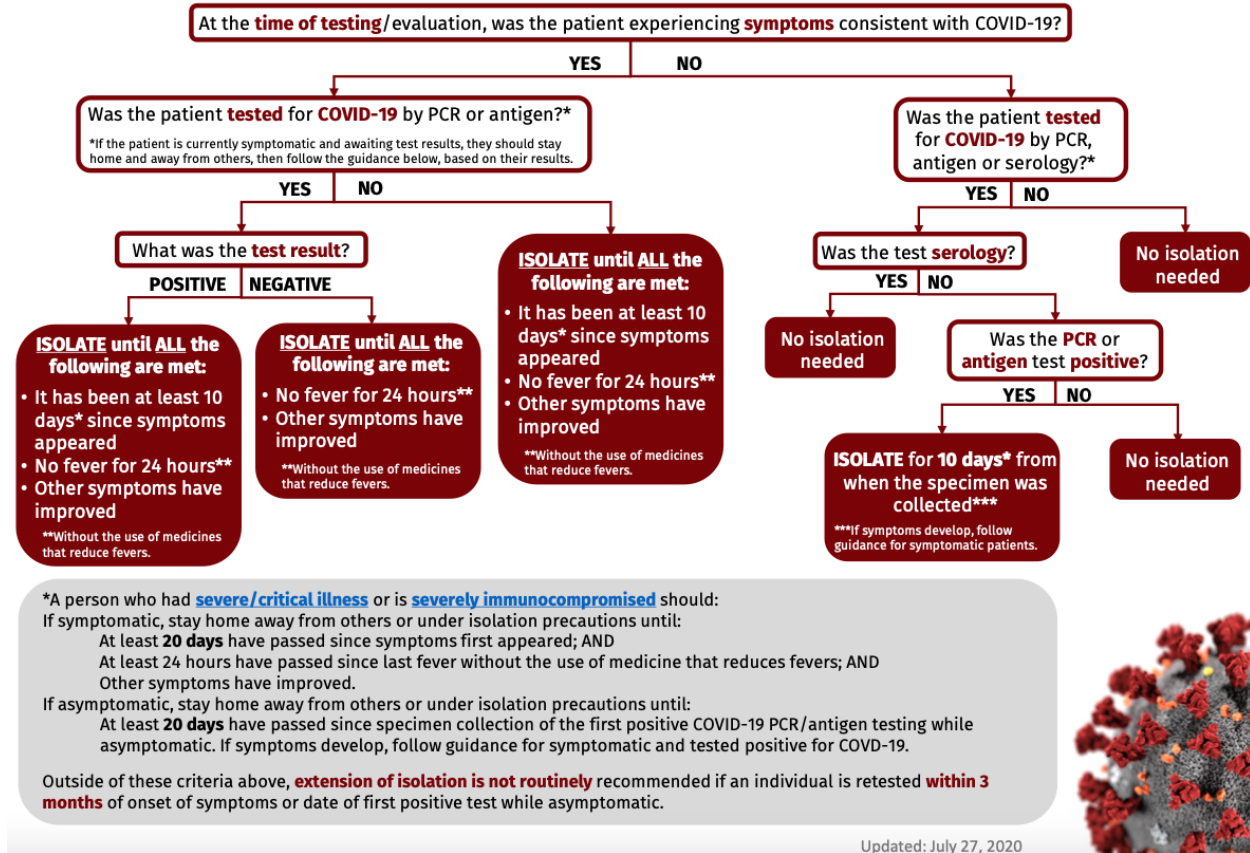 At the time of testing/evaluation, was the patient experiencing symptoms consistent with COVID-19?
YES
NO
Was the patient tested for COVID-19 by PCR or antigen?*
*If the patient is currently symptomatic and awaiting test results, they should stay
home and away from others, then follow the guidance below, based on their results.
YES
NO
What was the test result?
POSITIVE
NEGATIVE
ISOLATE until ALL the
following are met:
• It has been at least 10
days* since symptoms
appeared
• No fever for 24 hours**
• Other symptoms have
improved
**Without the use of medicines
that reduce fevers.
ISOLATE until ALL the
following are met:
• No fever for 24 hours**
• Other symptoms have
improved
**Without the use of medicines
that reduce fevers.
ISOLATE until ALL the
following are met:
• It has been at least 10
days* since symptoms
appeared
• No fever for 24 hours**
• Other symptoms have
improved
**Without the use of medicines
that reduce fevers.
Was the patient tested
for COVID-19 by PCR,
antigen or serology?*
YES
NO
Was the test serology?
No isolation
needed
YES
NO
No isolation
needed
Was the PCR or
antigen test positive?
YES
NO
ISOLATE for 10 days* from
when the specimen was
collected***
***If symptoms develop, follow
guidance for symptomatic patients.
No isolation
needed
*A person who had severe/critical illness or is severely immunocompromised should:
If symptomatic, stay home away from others or under isolation precautions until:
At least 20 days have passed since symptoms first appeared; AND
At least 24 hours have passed since last fever without the use of medicine that reduces fevers; AND
Other symptoms have improved.
If asymptomatic, stay home away from others or under isolation precautions until:
At least 20 days have passed since specimen collection of the first positive COVID-19 PCR/antigen testing while
asymptomatic. If symptoms develop, follow guidance for symptomatic and tested positive for COVD-19.
Outside of these criteria above, extension of isolation is not routinely recommended if an individual is retested within 3
months of onset of symptoms or date of first positive test while asymptomatic.
Updated: July 27, 2020